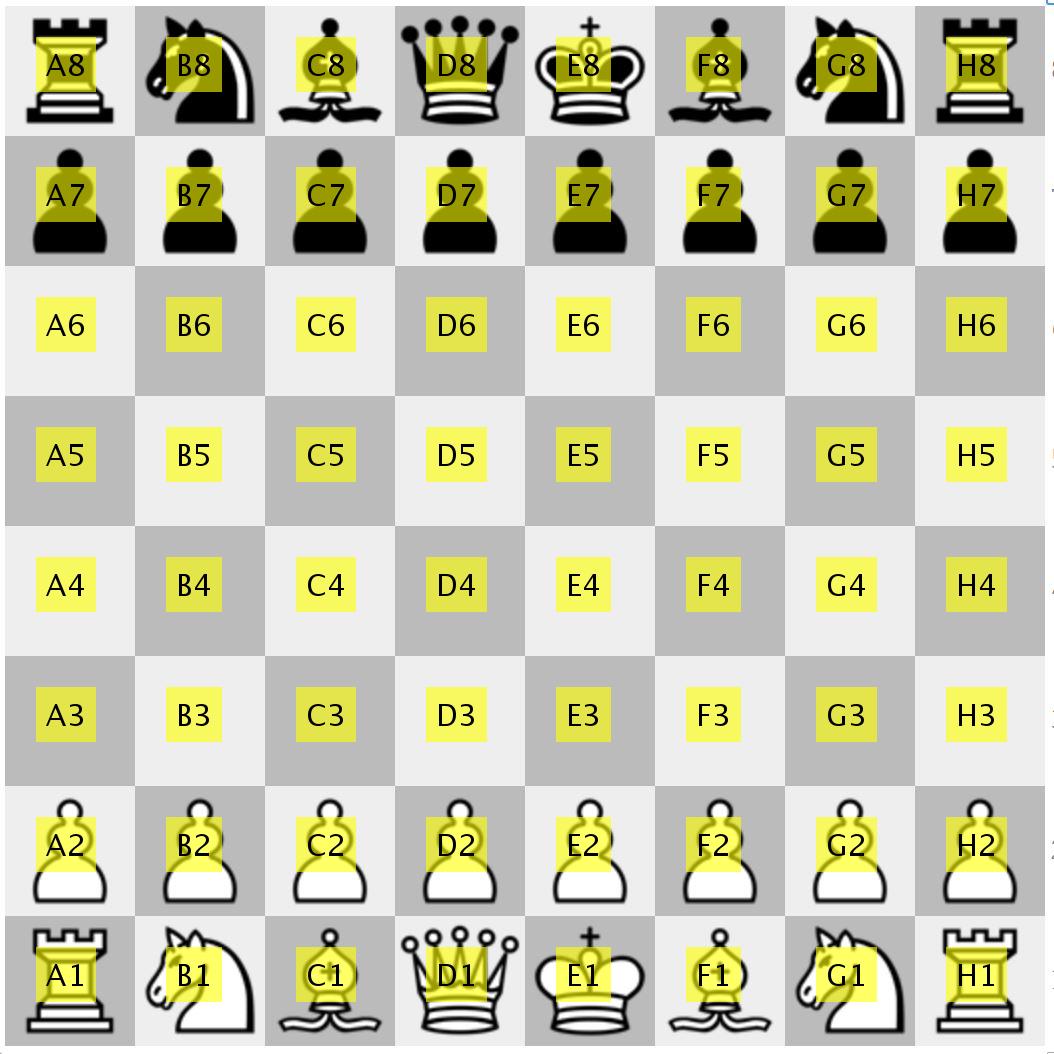 A8 B8 C8 D8 E8 F8 G8 H8
A7 B7 C7 D7 E7 F7 G7 H7
A6 B6 C6 D6 E6 F6 G6 H6
A5 B5 C5 D5 E5 F5 G5 H5
A4 B4 C4 D4 E4 F4 G4 H4
A3 B3 C3 D3 E3 F3 G3 H3
A2 B2 C2 D2 E2 F2 G2 H2
A1 B1 C1 D1 E1 F1 G1 H1